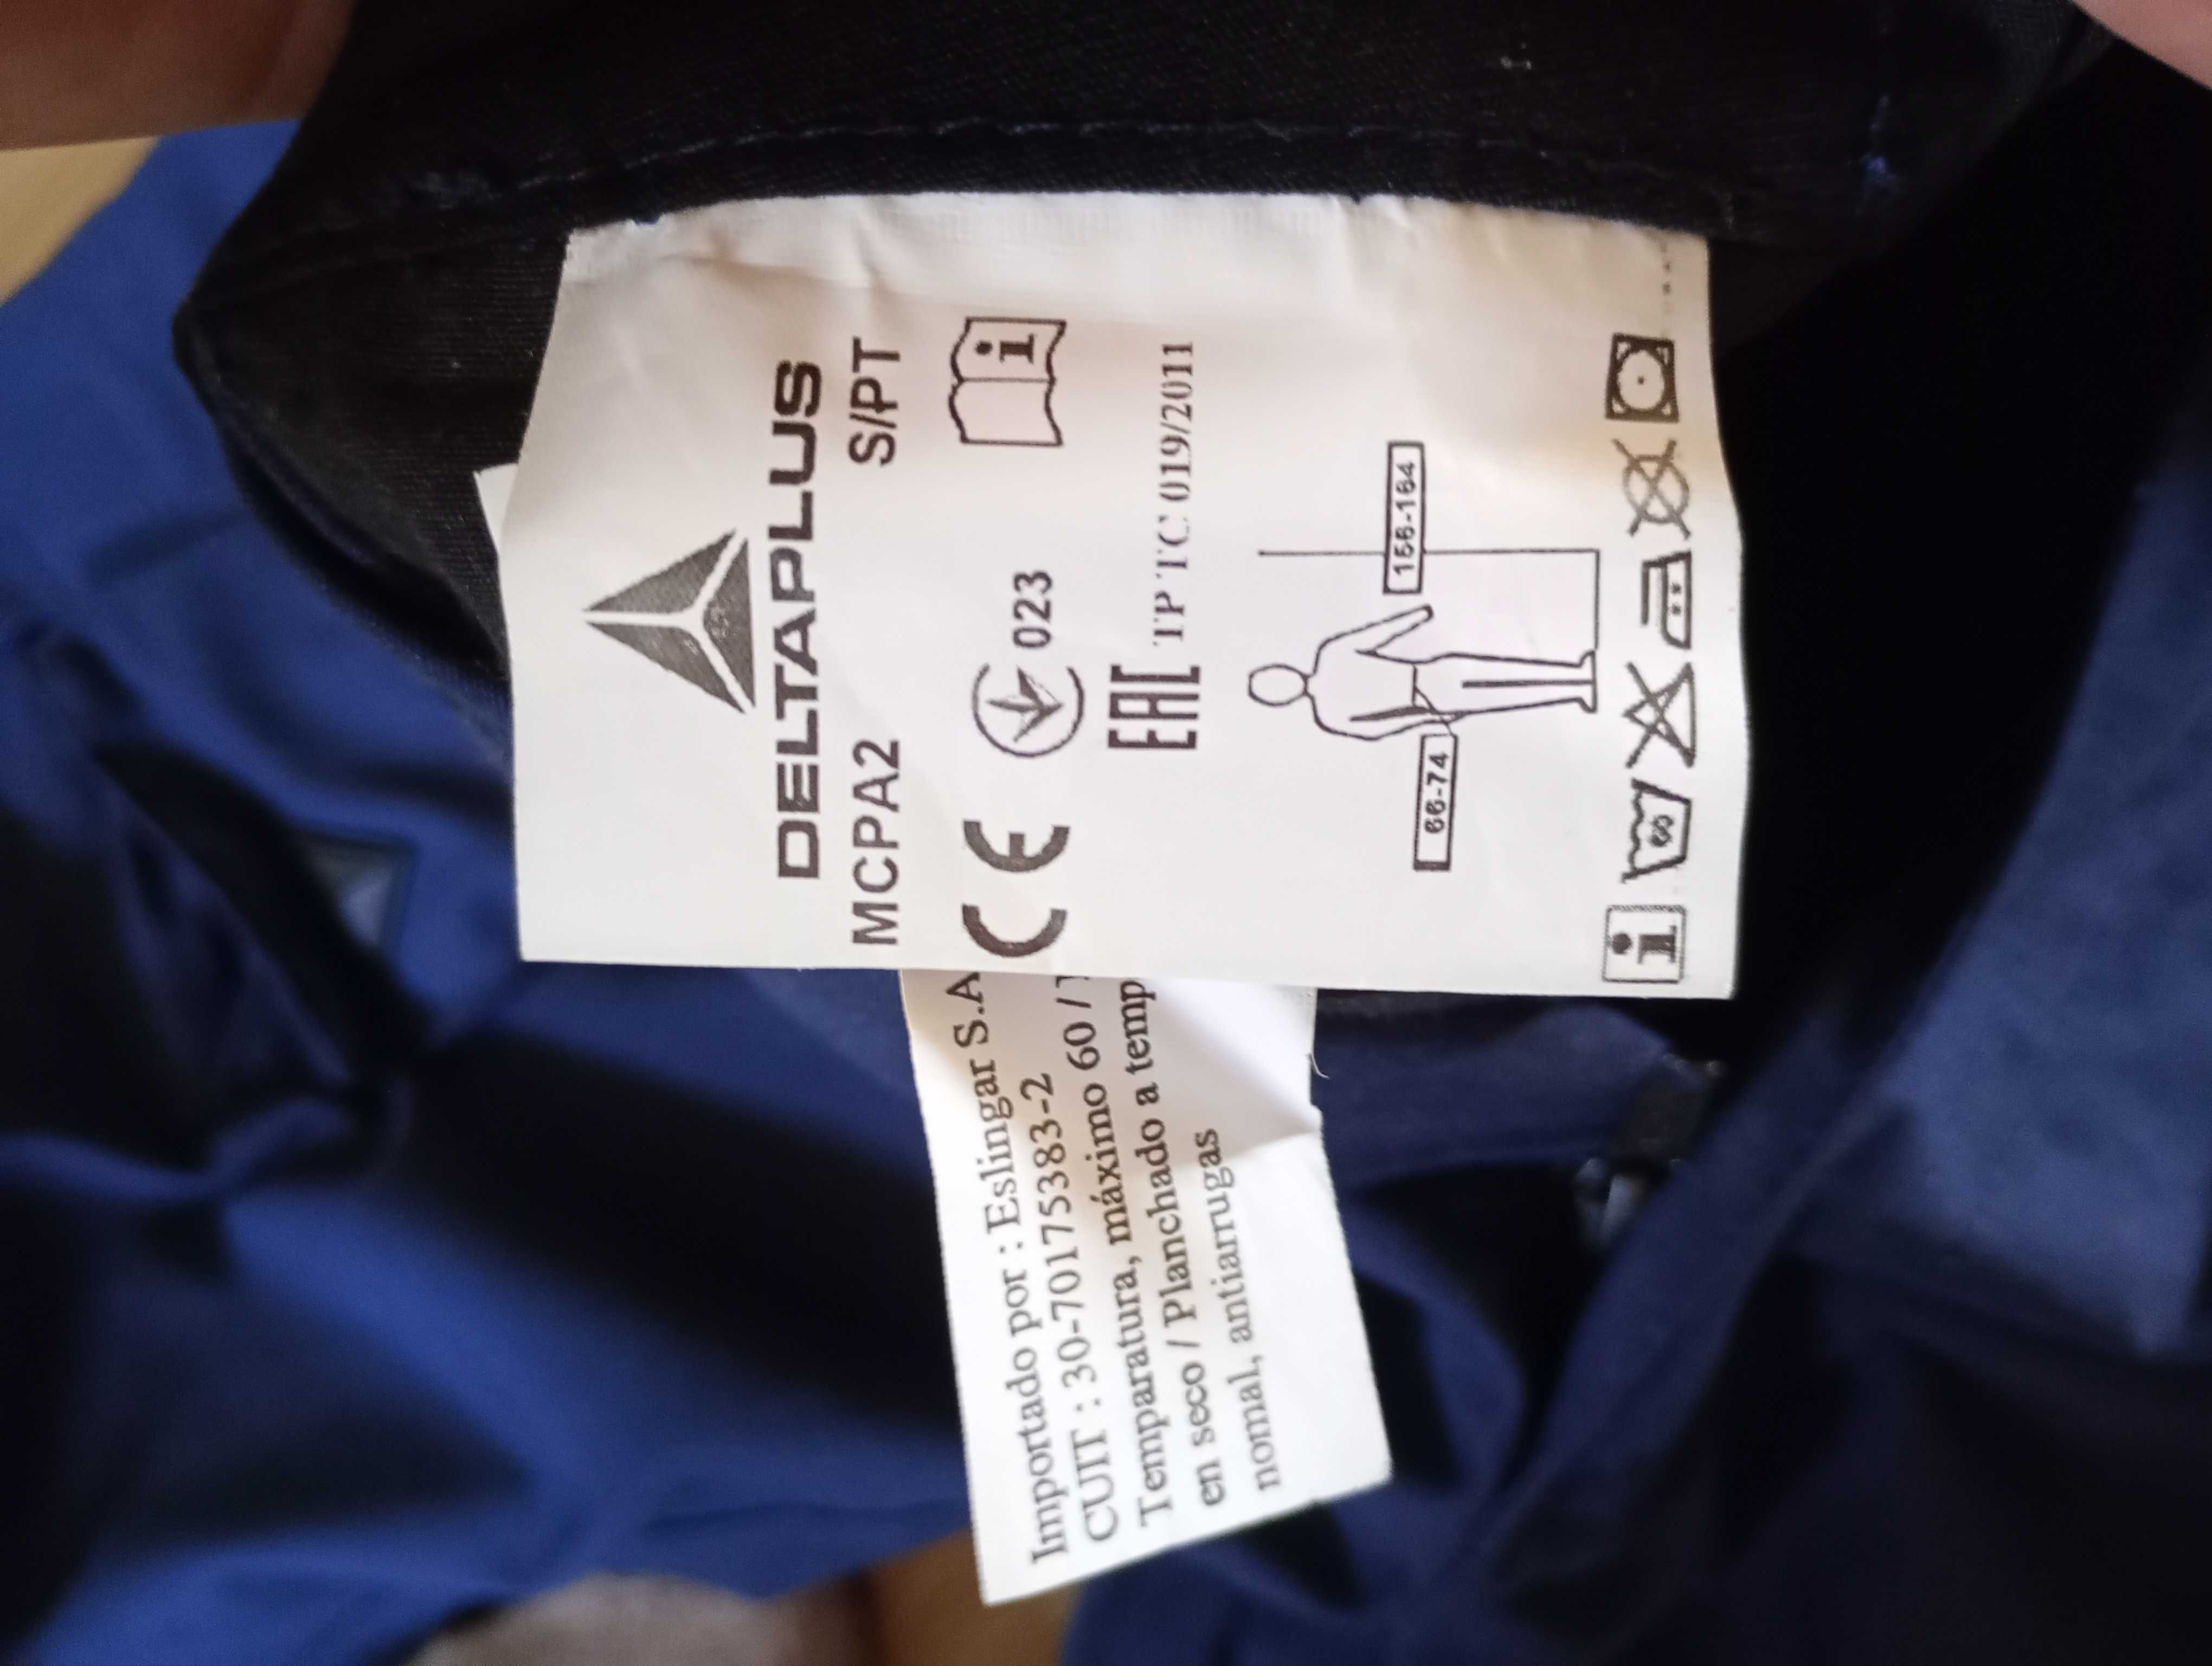 DELTAPLUS
MCPA2 S/PT
CE 023 i
EAC TP TC 019/2011
156-164
66-74
i
Importado por : Eslingar S.A
CUIT : 30-70175383-2
Temparatura, máximo 60 /
en seco / Planchado a temp
nomal, antiarrugas